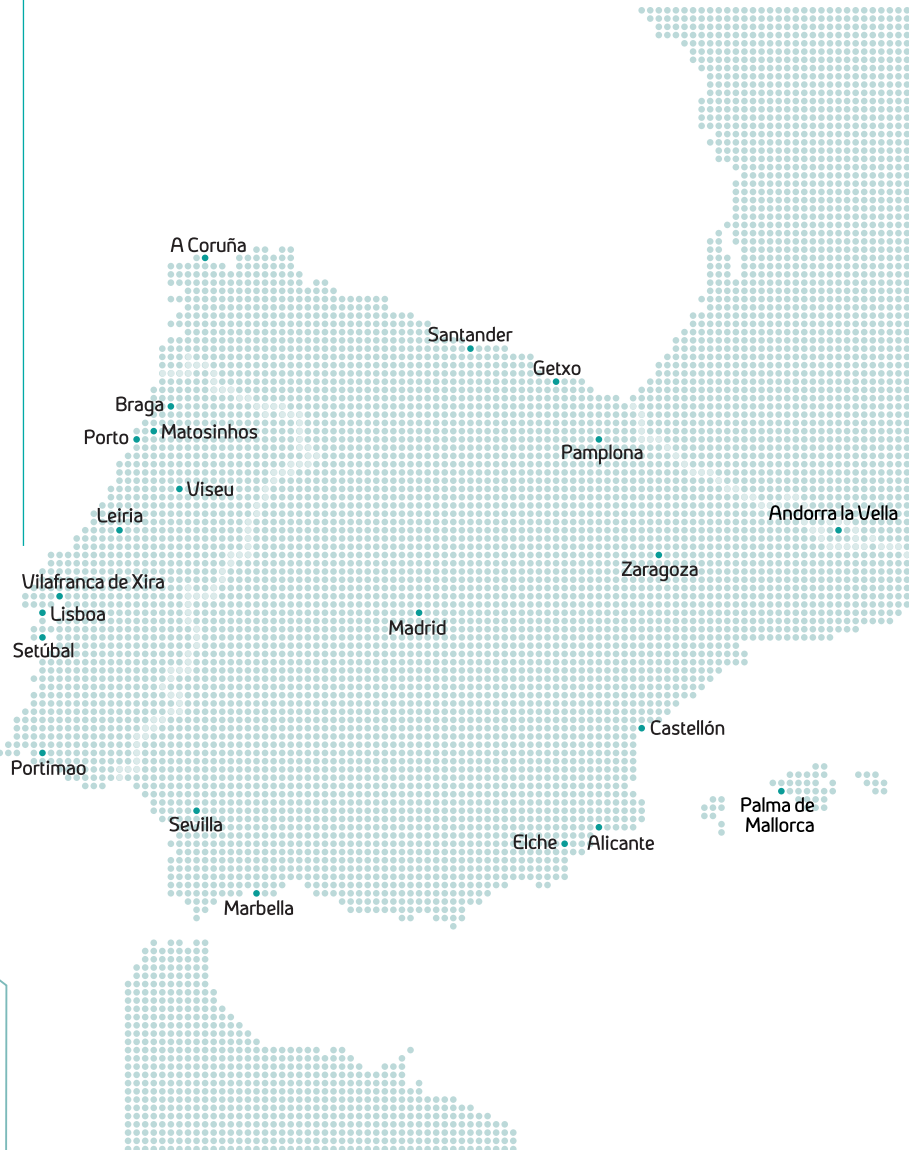 A Coruña
Santander
Getxo
Braga
Matosinhos
Porto
Pamplona
Viseu
Leiria
Andorra la Vella
Zaragoza
Vilafranca de Xira
Lisboa
Madrid
Setúbal
Castellón
Portimao
Palma de
Mallorca
Sevilla
Elche
Alicante
Marbella